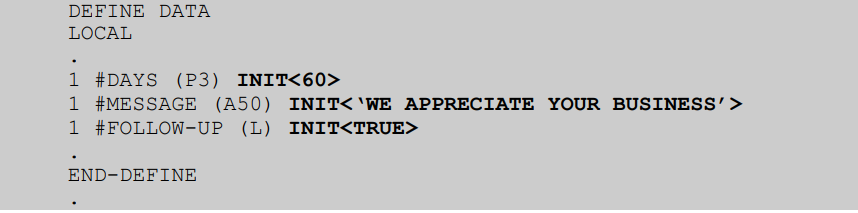 DEFINE DATA
LOCAL
.
1 #DAYS (P3) INIT<60>
1 #MESSAGE (A50) INIT<‘WE APPRECIATE YOUR BUSINESS’>
1 #FOLLOW-UP (L) INIT<TRUE>
.
END-DEFINE
.